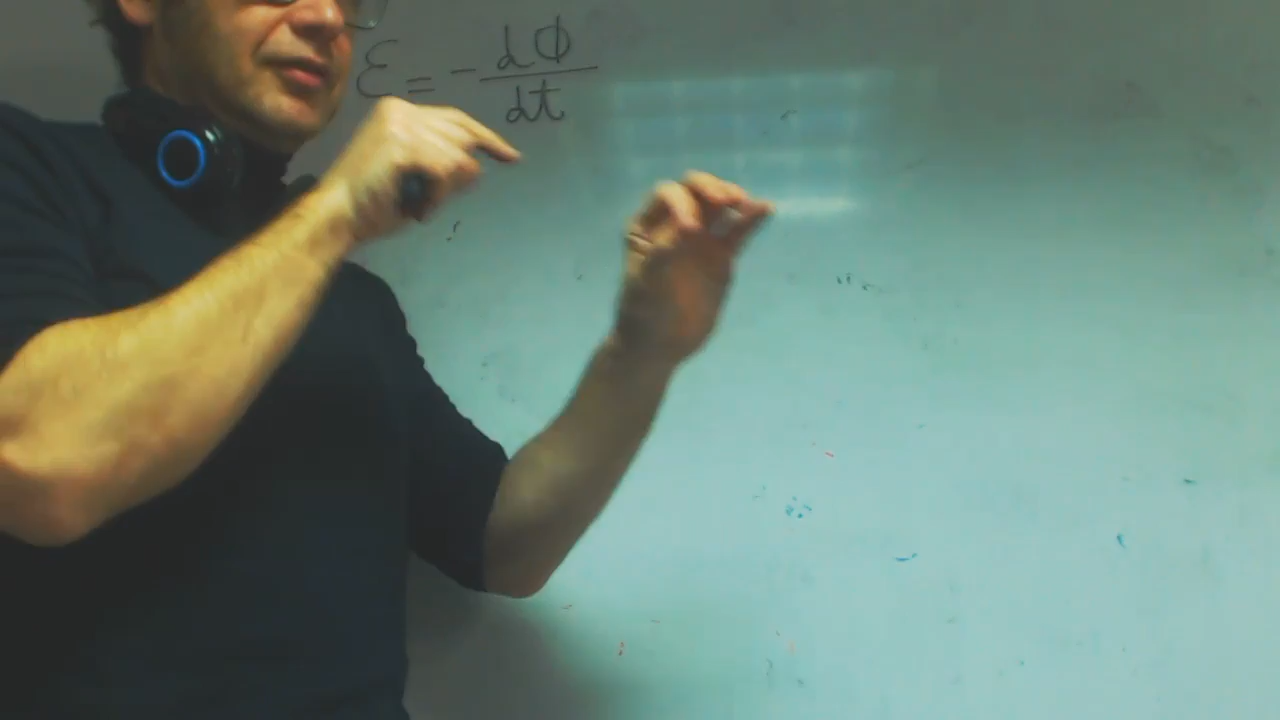 ℰ = - dΦ/dt